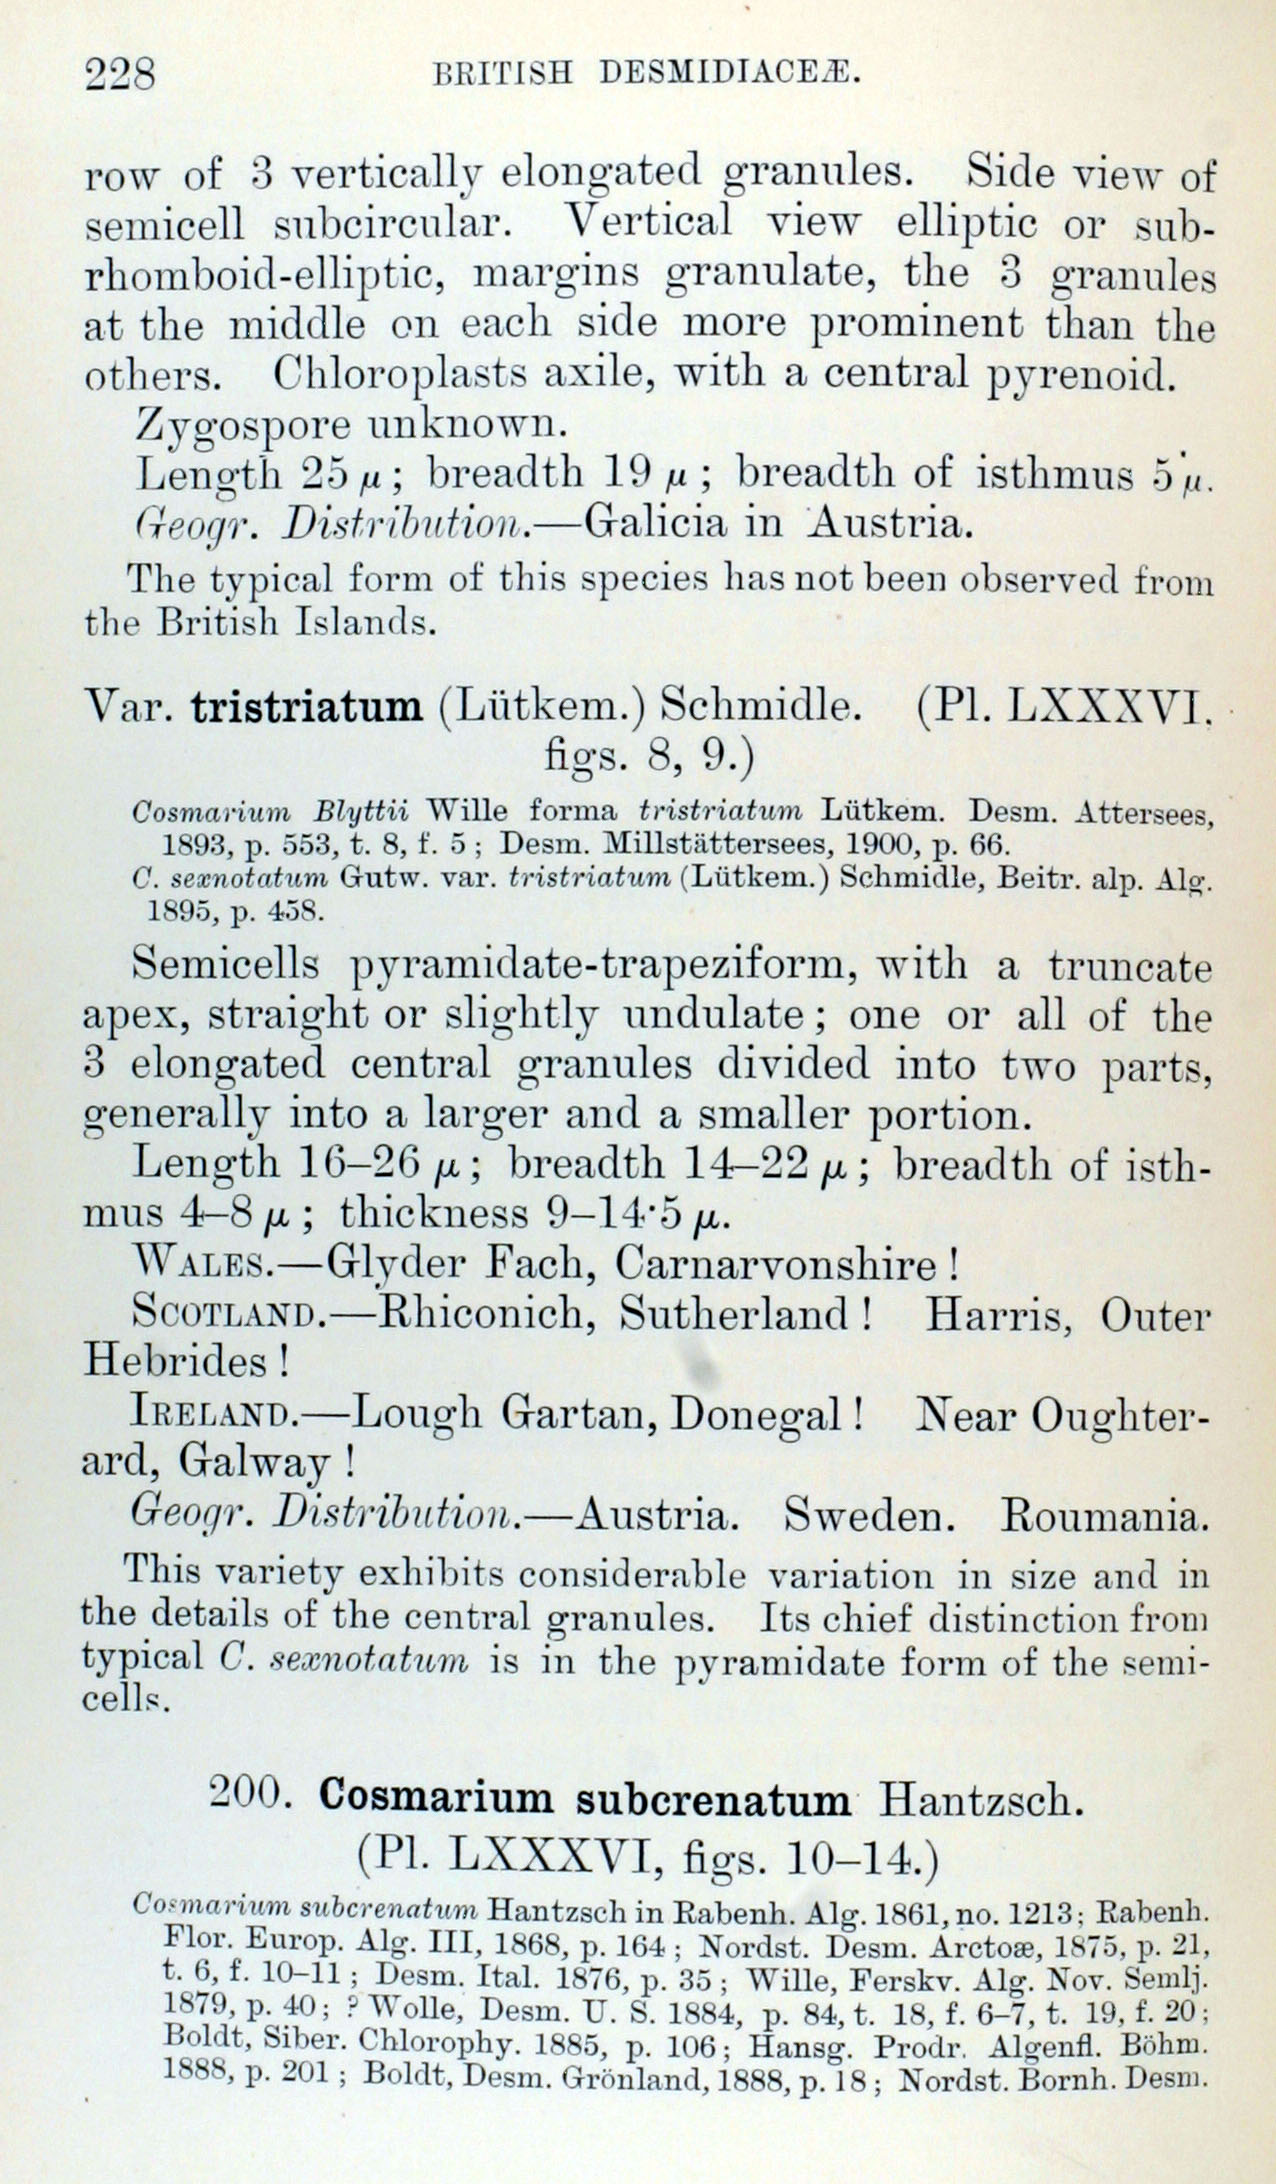 228 BRITISH DESMIDIACEÆ.
row of 3 vertically elongated granules. Side view of
semicell subcircular. Vertical view elliptic or sub-
rhomboid-elliptic, margins granulate, the 3 granules
at the middle on each side more prominent than the
others. Chloroplasts axile, with a central pyrenoid.
Zygospore unknown.
Length 25 μ; breadth 19 μ; breadth of isthmus 5 μ.
Geogr. Distribution.—Galicia in Austria.
The typical form of this species has not been observed from
the British Islands.
Var. tristriatum (Lütkem.) Schmidle. (Pl. LXXXVI.
figs. 8, 9.)
Cosmarium Blyttii Wille forma tristriatum Lütkem. Desm. Attersees,
1893, p. 553, t. 8, f. 5; Desm. Millstättersees, 1900, p. 66.
C. sexnotatum Gutw. var. tristriatum (Lütkem.) Schmidle, Beitr. alp. Alg.
1895, p. 458.
Semicells pyramidate-trapeziform, with a truncate
apex, straight or slightly undulate; one or all of the
3 elongated central granules divided into two parts,
generally into a larger and a smaller portion.
Length 16–26 μ; breadth 14–22 μ; breadth of isth-
mus 4–8 μ; thickness 9–14·5 μ.
WALES.—Glyder Fach, Carnarvonshire!
SCOTLAND.—Rhiconich, Sutherland! Harris, Outer
Hebrides!
IRELAND.—Lough Gartan, Donegal! Near Oughter-
ard, Galway!
Geogr. Distribution.—Austria. Sweden. Roumania.
This variety exhibits considerable variation in size and in
the details of the central granules. Its chief distinction from
typical C. sexnotatum is in the pyramidate form of the semi-
cells.
200. Cosmarium subcrenatum Hantzsch.
(Pl. LXXXVI, figs. 10–14.)
Cosmarium subcrenatum Hantzsch in Rabenh. Alg. 1861, no. 1213; Rabenh.
Flor. Europ. Alg. III, 1868, p. 164; Nordst. Desm. Arctoæ, 1875, p. 21,
t. 6, f. 10–11; Desm. Ital. 1876, p. 35; Wille, Ferskv. Alg. Nov. Semlj.
1879, p. 40; ? Wolle, Desm. U. S. 1884, p. 84, t. 18, f. 6–7, t. 19, f. 20;
Boldt, Siber. Chlorophy. 1885, p. 106; Hansg. Prodr. Algenfl. Böhm.
1888, p. 201; Boldt, Desm. Grönland, 1888, p. 18; Nordst. Bornh. Desm.